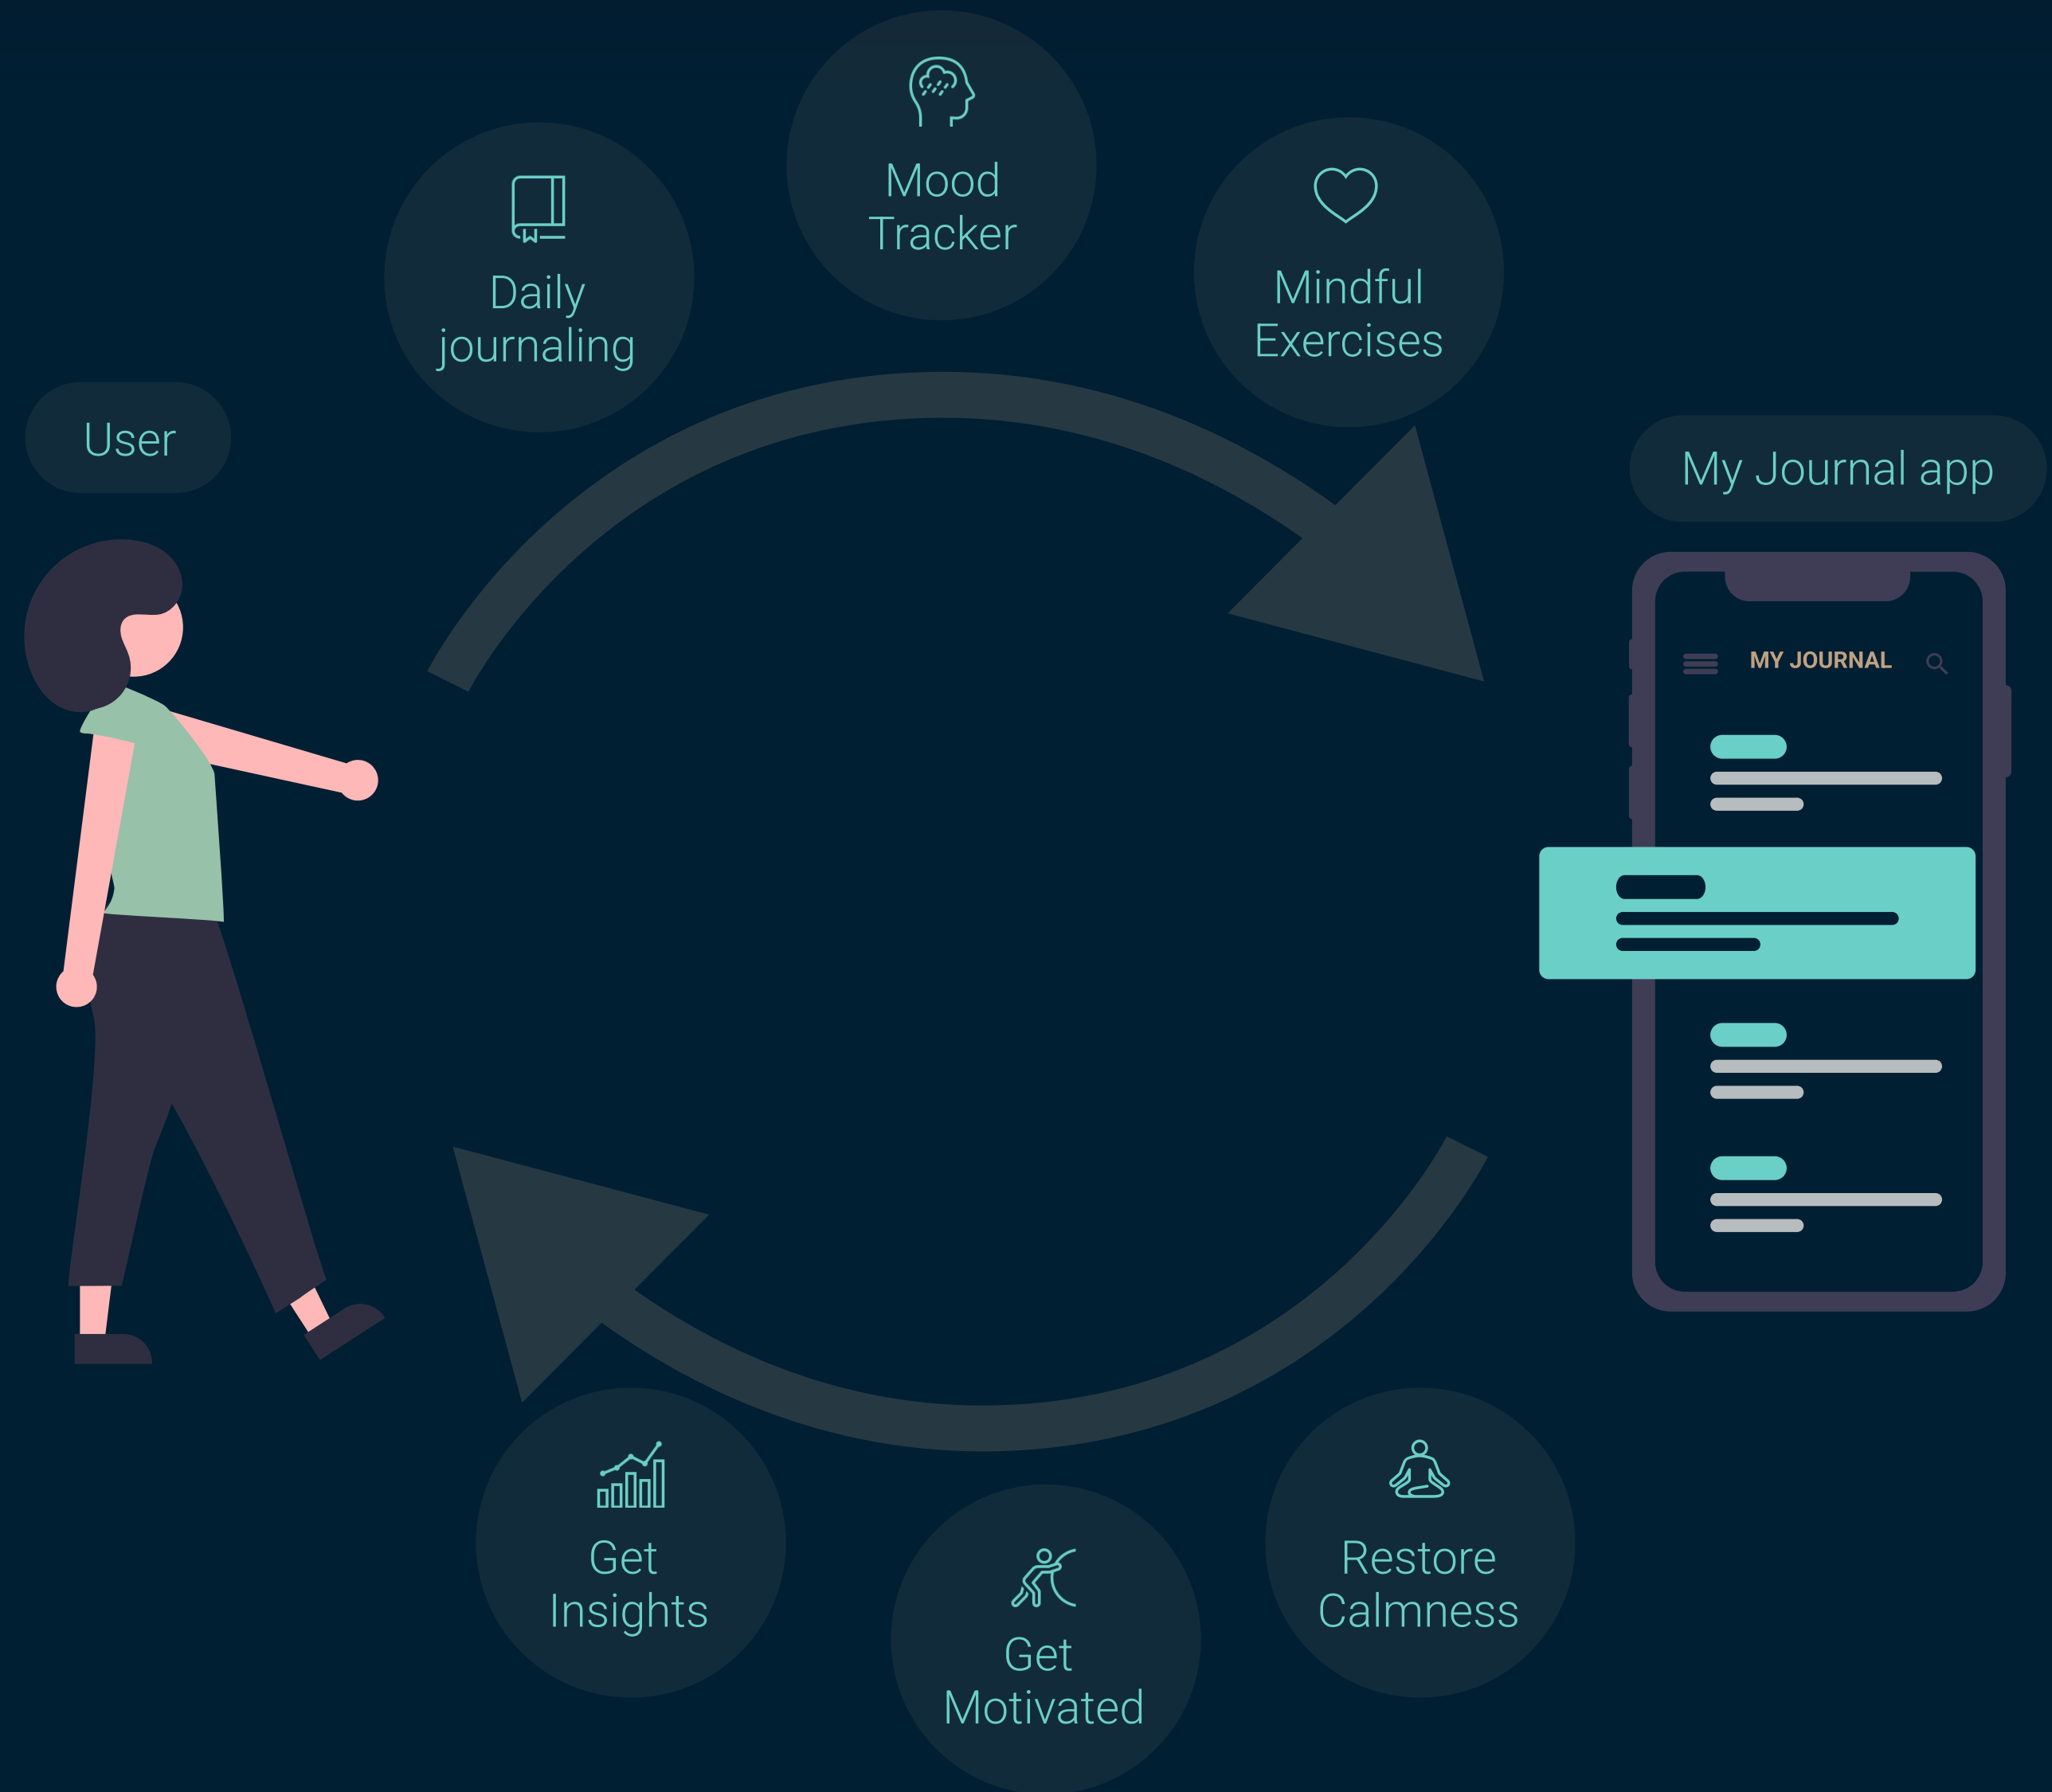 Mood
Tracker
Daily
journaling
Mindful
Exercises
User
My Journal app
MY JOURNAL
Get
Insights
Get
Motivated
Restore
Calmness